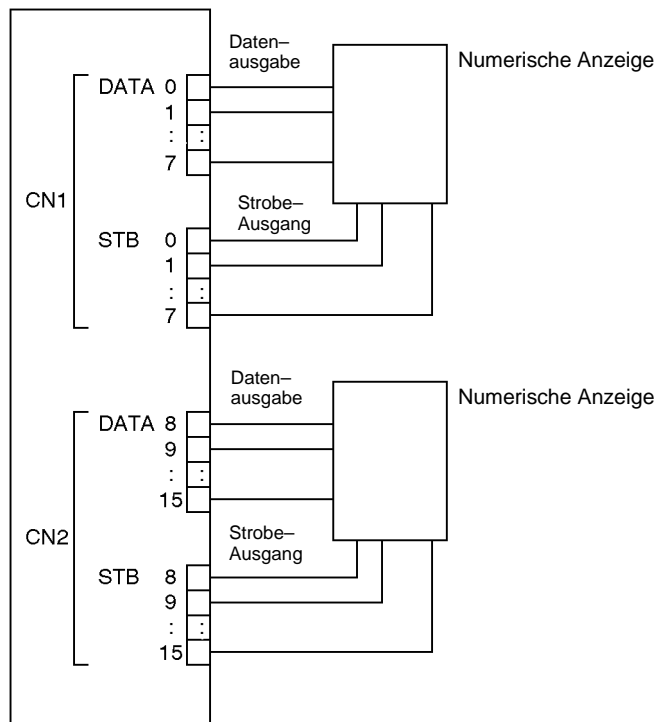 Daten–
ausgabe
Numerische Anzeige
DATA 0
1
: :
7
CN1
Strobe–
Ausgang
STB 0
1
: :
7
Daten–
ausgabe
Numerische Anzeige
DATA 8
9
: :
15
CN2
Strobe–
Ausgang
STB 8
9
: :
15